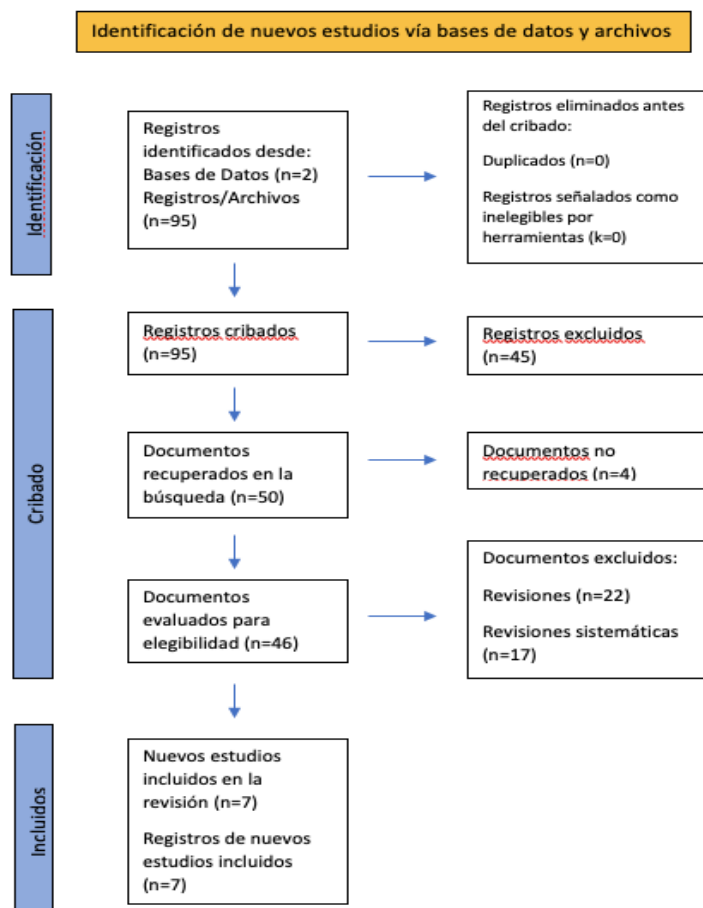 Identificación de nuevos estudios vía bases de datos y archivos
Identificación
Registros
identificados desde:
Bases de Datos (n=2)
Registros/Archivos
(n=95)
Registros eliminados antes
del cribado:
Duplicados (n=0)
Registros señalados como
inelegibles por
herramientas (k=0)
Cribado
Registros cribados
(n=95)
Registros excluidos
(n=45)
Documentos
recuperados en la
búsqueda (n=50)
Documentos no
recuperados (n=4)
Documentos
evaluados para
elegibilidad (n=46)
Documentos excluidos:
Revisiones (n=22)
Revisiones sistemáticas
(n=17)
Incluidos
Nuevos estudios
incluidos en la
revisión (n=7)
Registros de nuevos
estudios incluidos
(n=7)